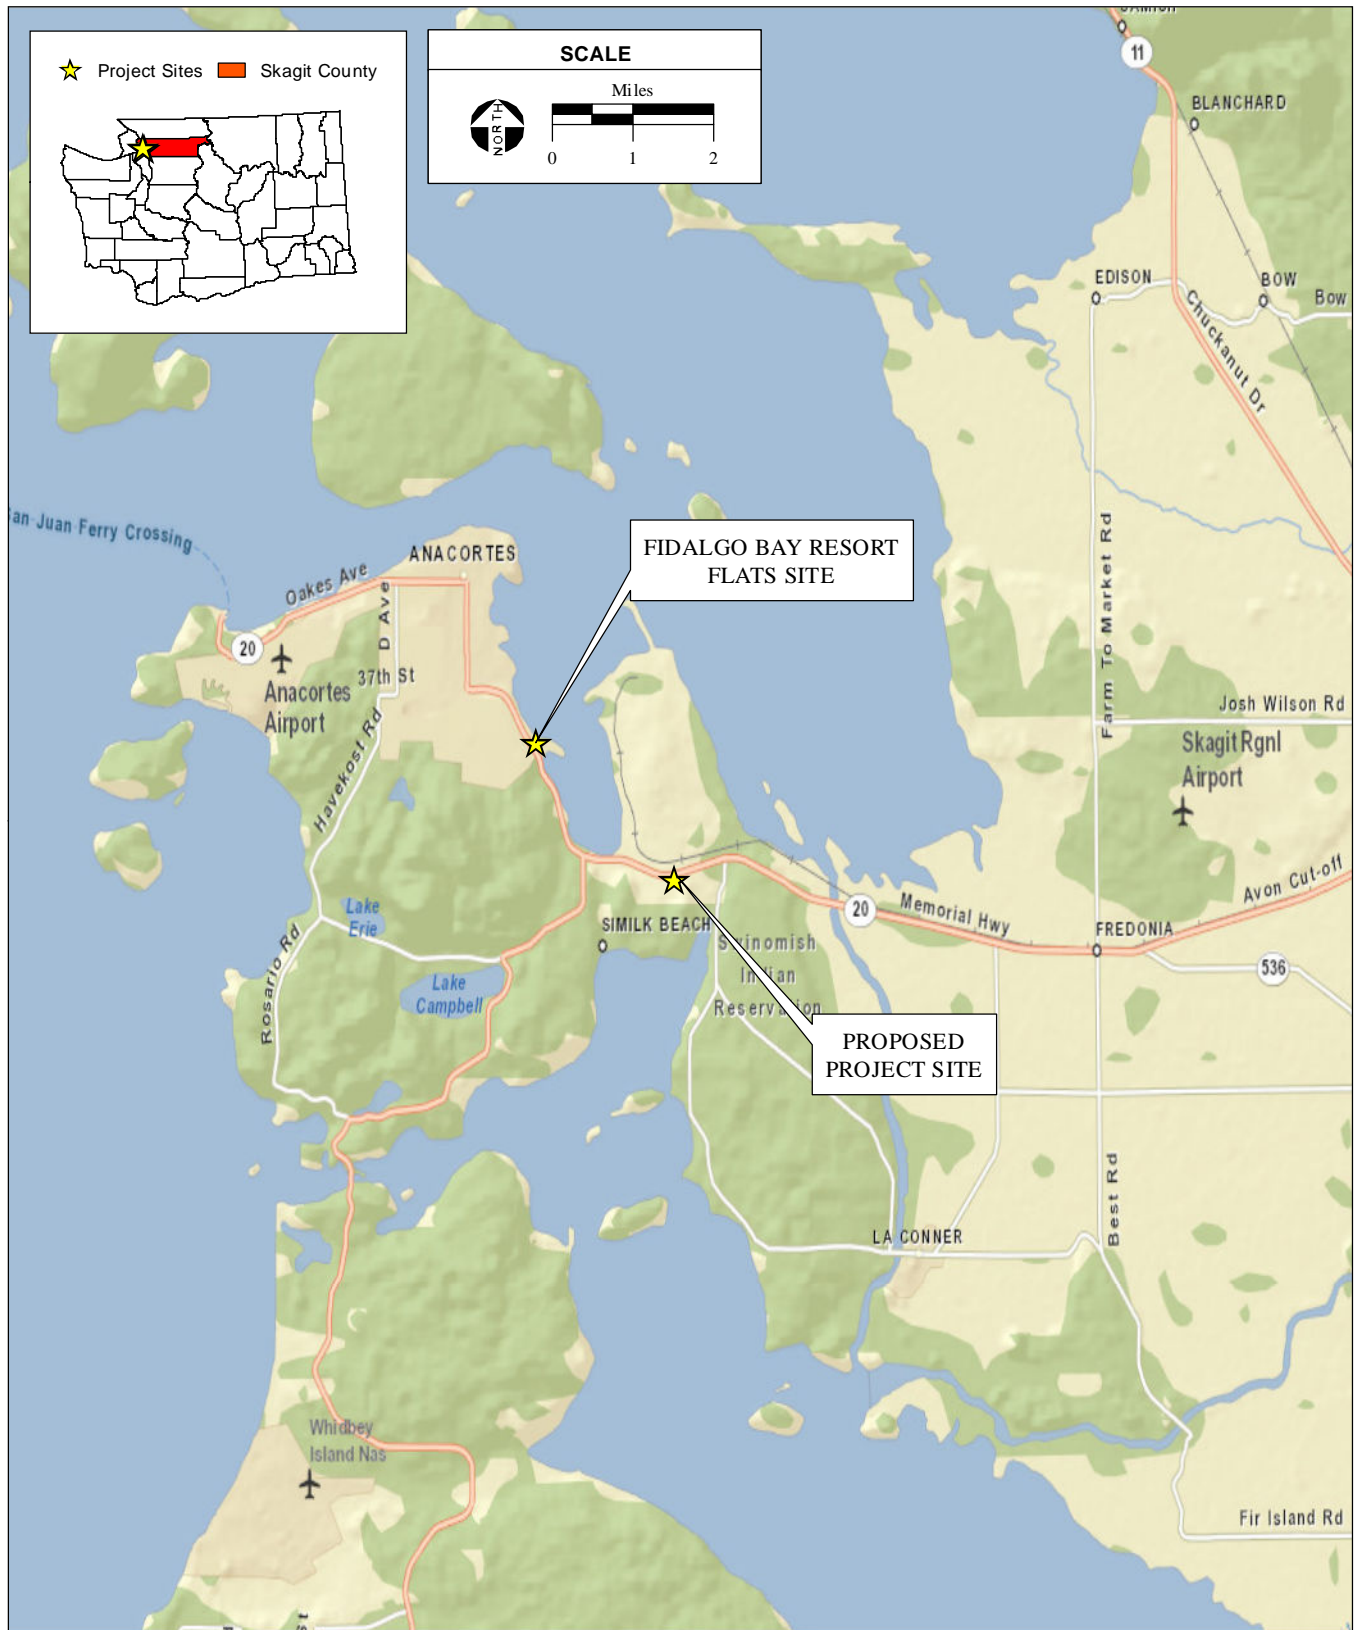 Project Sites
Skagit County
SCALE
Miles
NORTH
0 1 2
11
BLANCHARD
EDISON
BOW
Bow
Chuckanut Dr
San Juan Ferry Crossing
ANACORTES
Oakes Ave
D Ave
20
37th St
Anacortes
Airport
Havekost Rd
FIDALGO BAY RESORT
FLATS SITE
Farm To Market Rd
Josh Wilson Rd
Skagit Rgnl
Airport
Avon Cut-off
Lake
Erie
Rosario Rd
Lake
Campbell
SIMILK BEACH
Swinomish
Indian
Reservation
20
Memorial Hwy
FREDONIA
536
PROPOSED
PROJECT SITE
Best Rd
LA CONNER
Whidbey
Island Nas
Fir Island Rd